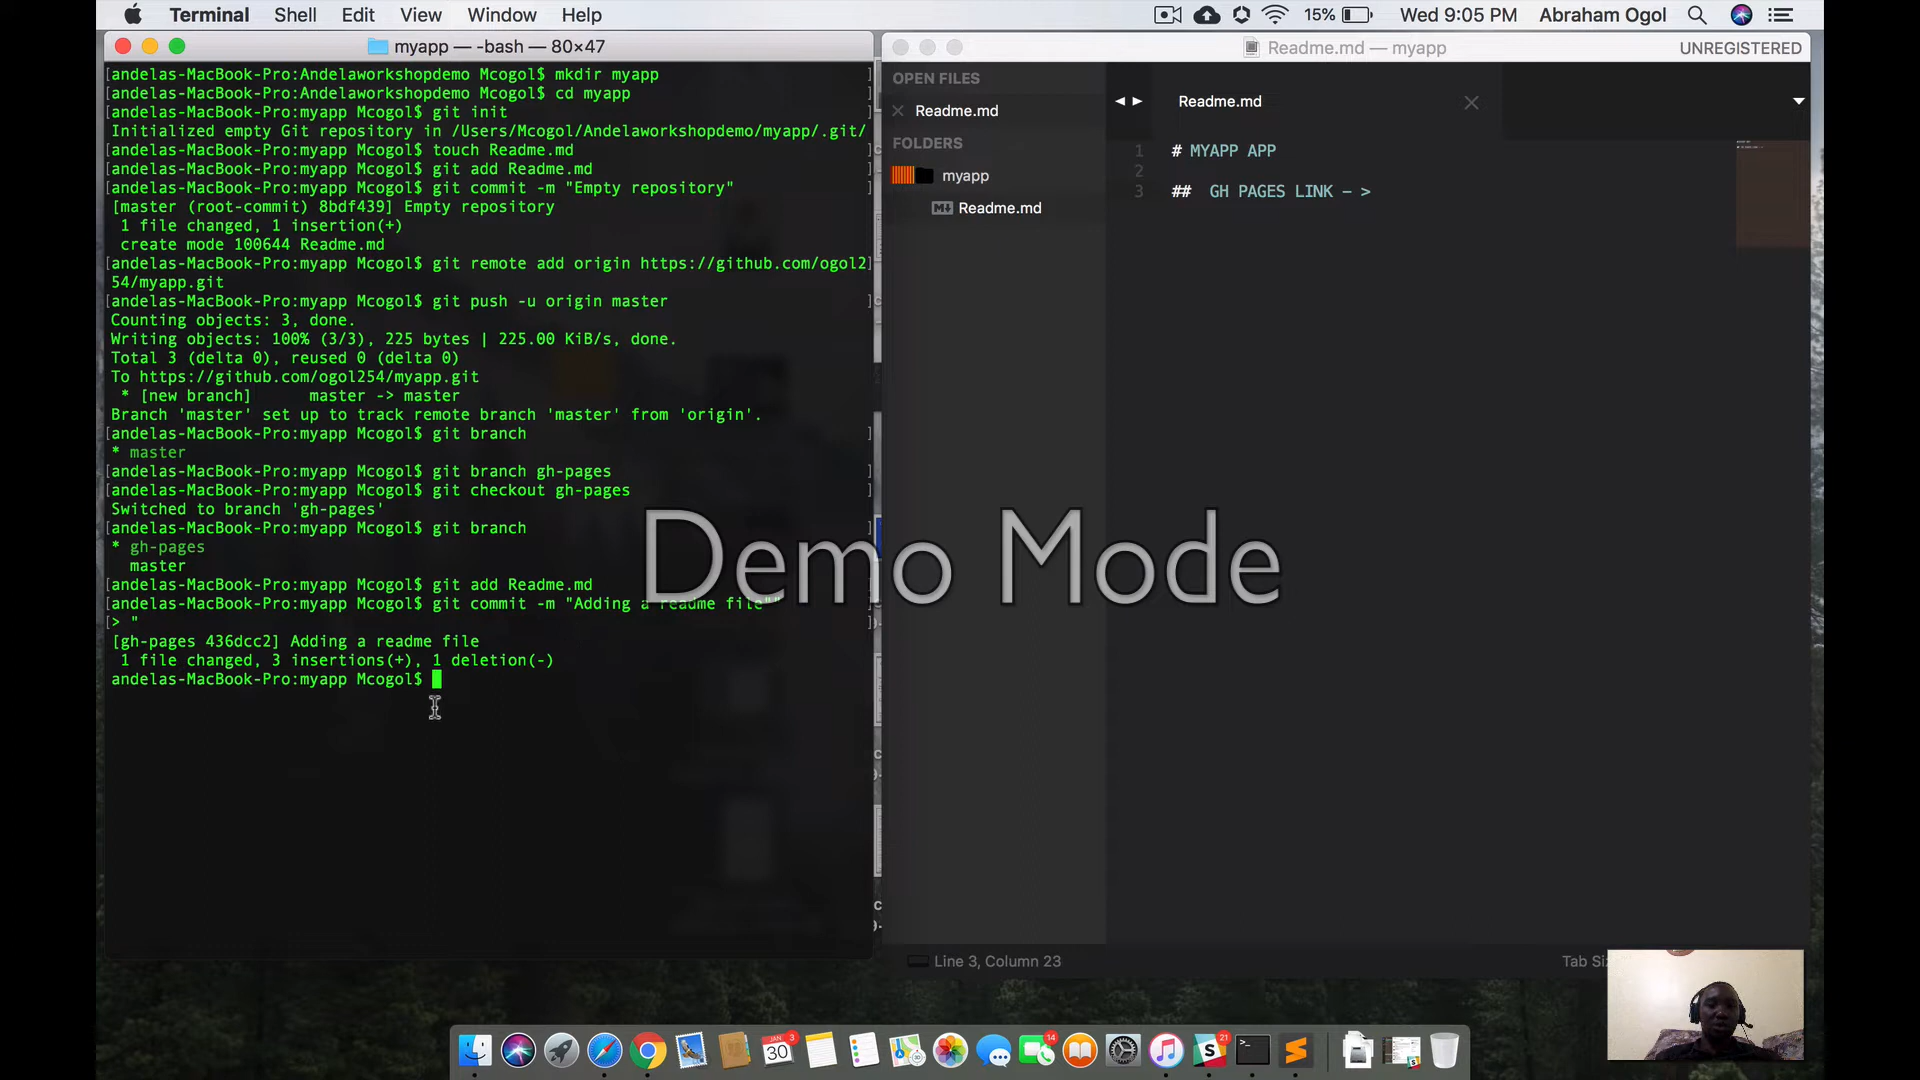 Terminal Shell Edit View Window Help 15% Wed 9:05 PM Abraham Ogol
myapp — -bash — 80×47
[andelas-MacBook-Pro:Andelaworkshopdemo Mcogol$ mkdir myapp ]
[andelas-MacBook-Pro:Andelaworkshopdemo Mcogol$ cd myapp ]
[andelas-MacBook-Pro:myapp Mcogol$ git init ]
Initialized empty Git repository in /Users/Mcogol/Andelaworkshopdemo/myapp/.git/
[andelas-MacBook-Pro:myapp Mcogol$ touch Readme.md ]
[andelas-MacBook-Pro:myapp Mcogol$ git add Readme.md ]
[andelas-MacBook-Pro:myapp Mcogol$ git commit -m "Empty repository" ]
[master (root-commit) 8bdf439] Empty repository
1 file changed, 1 insertion(+)
create mode 100644 Readme.md
[andelas-MacBook-Pro:myapp Mcogol$ git remote add origin https://github.com/ogol2]
54/myapp.git
[andelas-MacBook-Pro:myapp Mcogol$ git push -u origin master ]
Counting objects: 3, done.
Writing objects: 100% (3/3), 225 bytes | 225.00 KiB/s, done.
Total 3 (delta 0), reused 0 (delta 0)
To https://github.com/ogol254/myapp.git
* [new branch] master -> master
Branch 'master' set up to track remote branch 'master' from 'origin'.
[andelas-MacBook-Pro:myapp Mcogol$ git branch ]
* master
[andelas-MacBook-Pro:myapp Mcogol$ git branch gh-pages ]
[andelas-MacBook-Pro:myapp Mcogol$ git checkout gh-pages ]
Switched to branch 'gh-pages'
[andelas-MacBook-Pro:myapp Mcogol$ git branch ]
* gh-pages
master
[andelas-MacBook-Pro:myapp Mcogol$ git add Readme.md ]
[andelas-MacBook-Pro:myapp Mcogol$ git commit -m "Adding a readme file"" ]
[> " ]
[gh-pages 436dcc2] Adding a readme file
1 file changed, 3 insertions(+), 1 deletion(-)
andelas-MacBook-Pro:myapp Mcogol$
Readme.md — myapp UNREGISTERED
OPEN FILES
Readme.md
FOLDERS
myapp
Readme.md
Readme.md
1 # MYAPP APP
2
3 ## GH PAGES LINK - >
Demo Mode
Line 3, Column 23
JAN
30
3
14
21